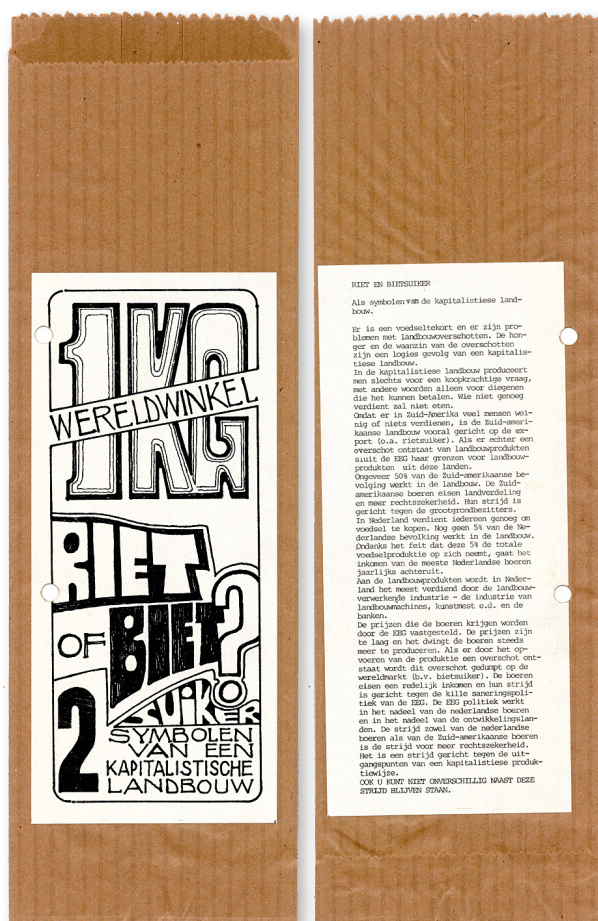 1KG
WERELDWINKEL
RIET
OF BIET?
SUIKER
2 SYMBOLEN
VAN EEN
KAPITALISTISCHE
LANDBOUW
RIET EN BIETSUIKER
Als symbolen van de kapitalistiese land-
bouw.
Er is een voedseltekort en er zijn pro-
blemen met landbouwoverschotten. De hon-
ger en de waanzin van de overschotten
zijn een logies gevolg van een kapitalis-
tiese landbouw.
In de kapitalistiese landbouw produceert
men slechts voor een koopkrachtige vraag,
met andere woorden alleen voor diegenen
die het kunnen betalen. Wie niet genoeg
verdient zal niet eten.
Omdat er in Zuid-Amerika veel mensen wei-
nig of niets verdienen, is de Zuid-ameri-
kaanse landbouw vooral gericht op de ex-
port (o.a. rietsuiker). Als er echter een
overschot ontstaat van landbouwprodukten
sluit de EEG haar grenzen voor landbouw-
produkten uit deze landen.
Ongeveer 50% van de Zuid-amerikaanse be-
volging werkt in de landbouw. De Zuid-
amerikaanse boeren eisen landverdeling
en meer rechtszekerheid. Hun strijd is
gericht tegen de grootgrondbezitters.
In Nederland verdient iedereen genoeg om
voedsel te kopen. Nog geen 5% van de Ne-
derlandse bevolking werkt in de landbouw.
Ondanks het feit dat deze 5% de totale
voedselproduktie op zich neemt, gaat het
inkomen van de meeste Nederlandse boeren
jaarlijks achteruit.
Aan de landbouwprodukten wordt in Neder-
land het meest verdiend door de landbouw-
verwerkende industrie - de industrie van
landbouwmachines, kunstmest e.d. en de
banken.
De prijzen die de boeren krijgen worden
door de EEG vastgesteld. De prijzen zijn
te laag en het dwingt de boeren steeds
meer te produceren. Als er door het op-
voeren van de produktie een overschot ont-
staat wordt dit overschot gedumpt op de
wereldmarkt (b.v. bietsuiker). De boeren
eisen een redelijk inkomen en hun strijd
is gericht tegen de kille saneringspoli-
tiek van de EEG. De EEG politiek werkt
in het nadeel van de nederlandse boeren
en in het nadeel van de ontwikkelingslan-
den. De strijd zowel van de nederlandse
boeren als van de Zuid-amerikaanse boeren
is de strijd voor meer rechtszekerheid.
Het is een strijd gericht tegen de uit-
gangspunten van een kapitalistiese produk-
tiewijze.
OOK U KUNT NIET ONVERSCHILLIG NAAST DEZE
STRIJD BLIJVEN STAAN.